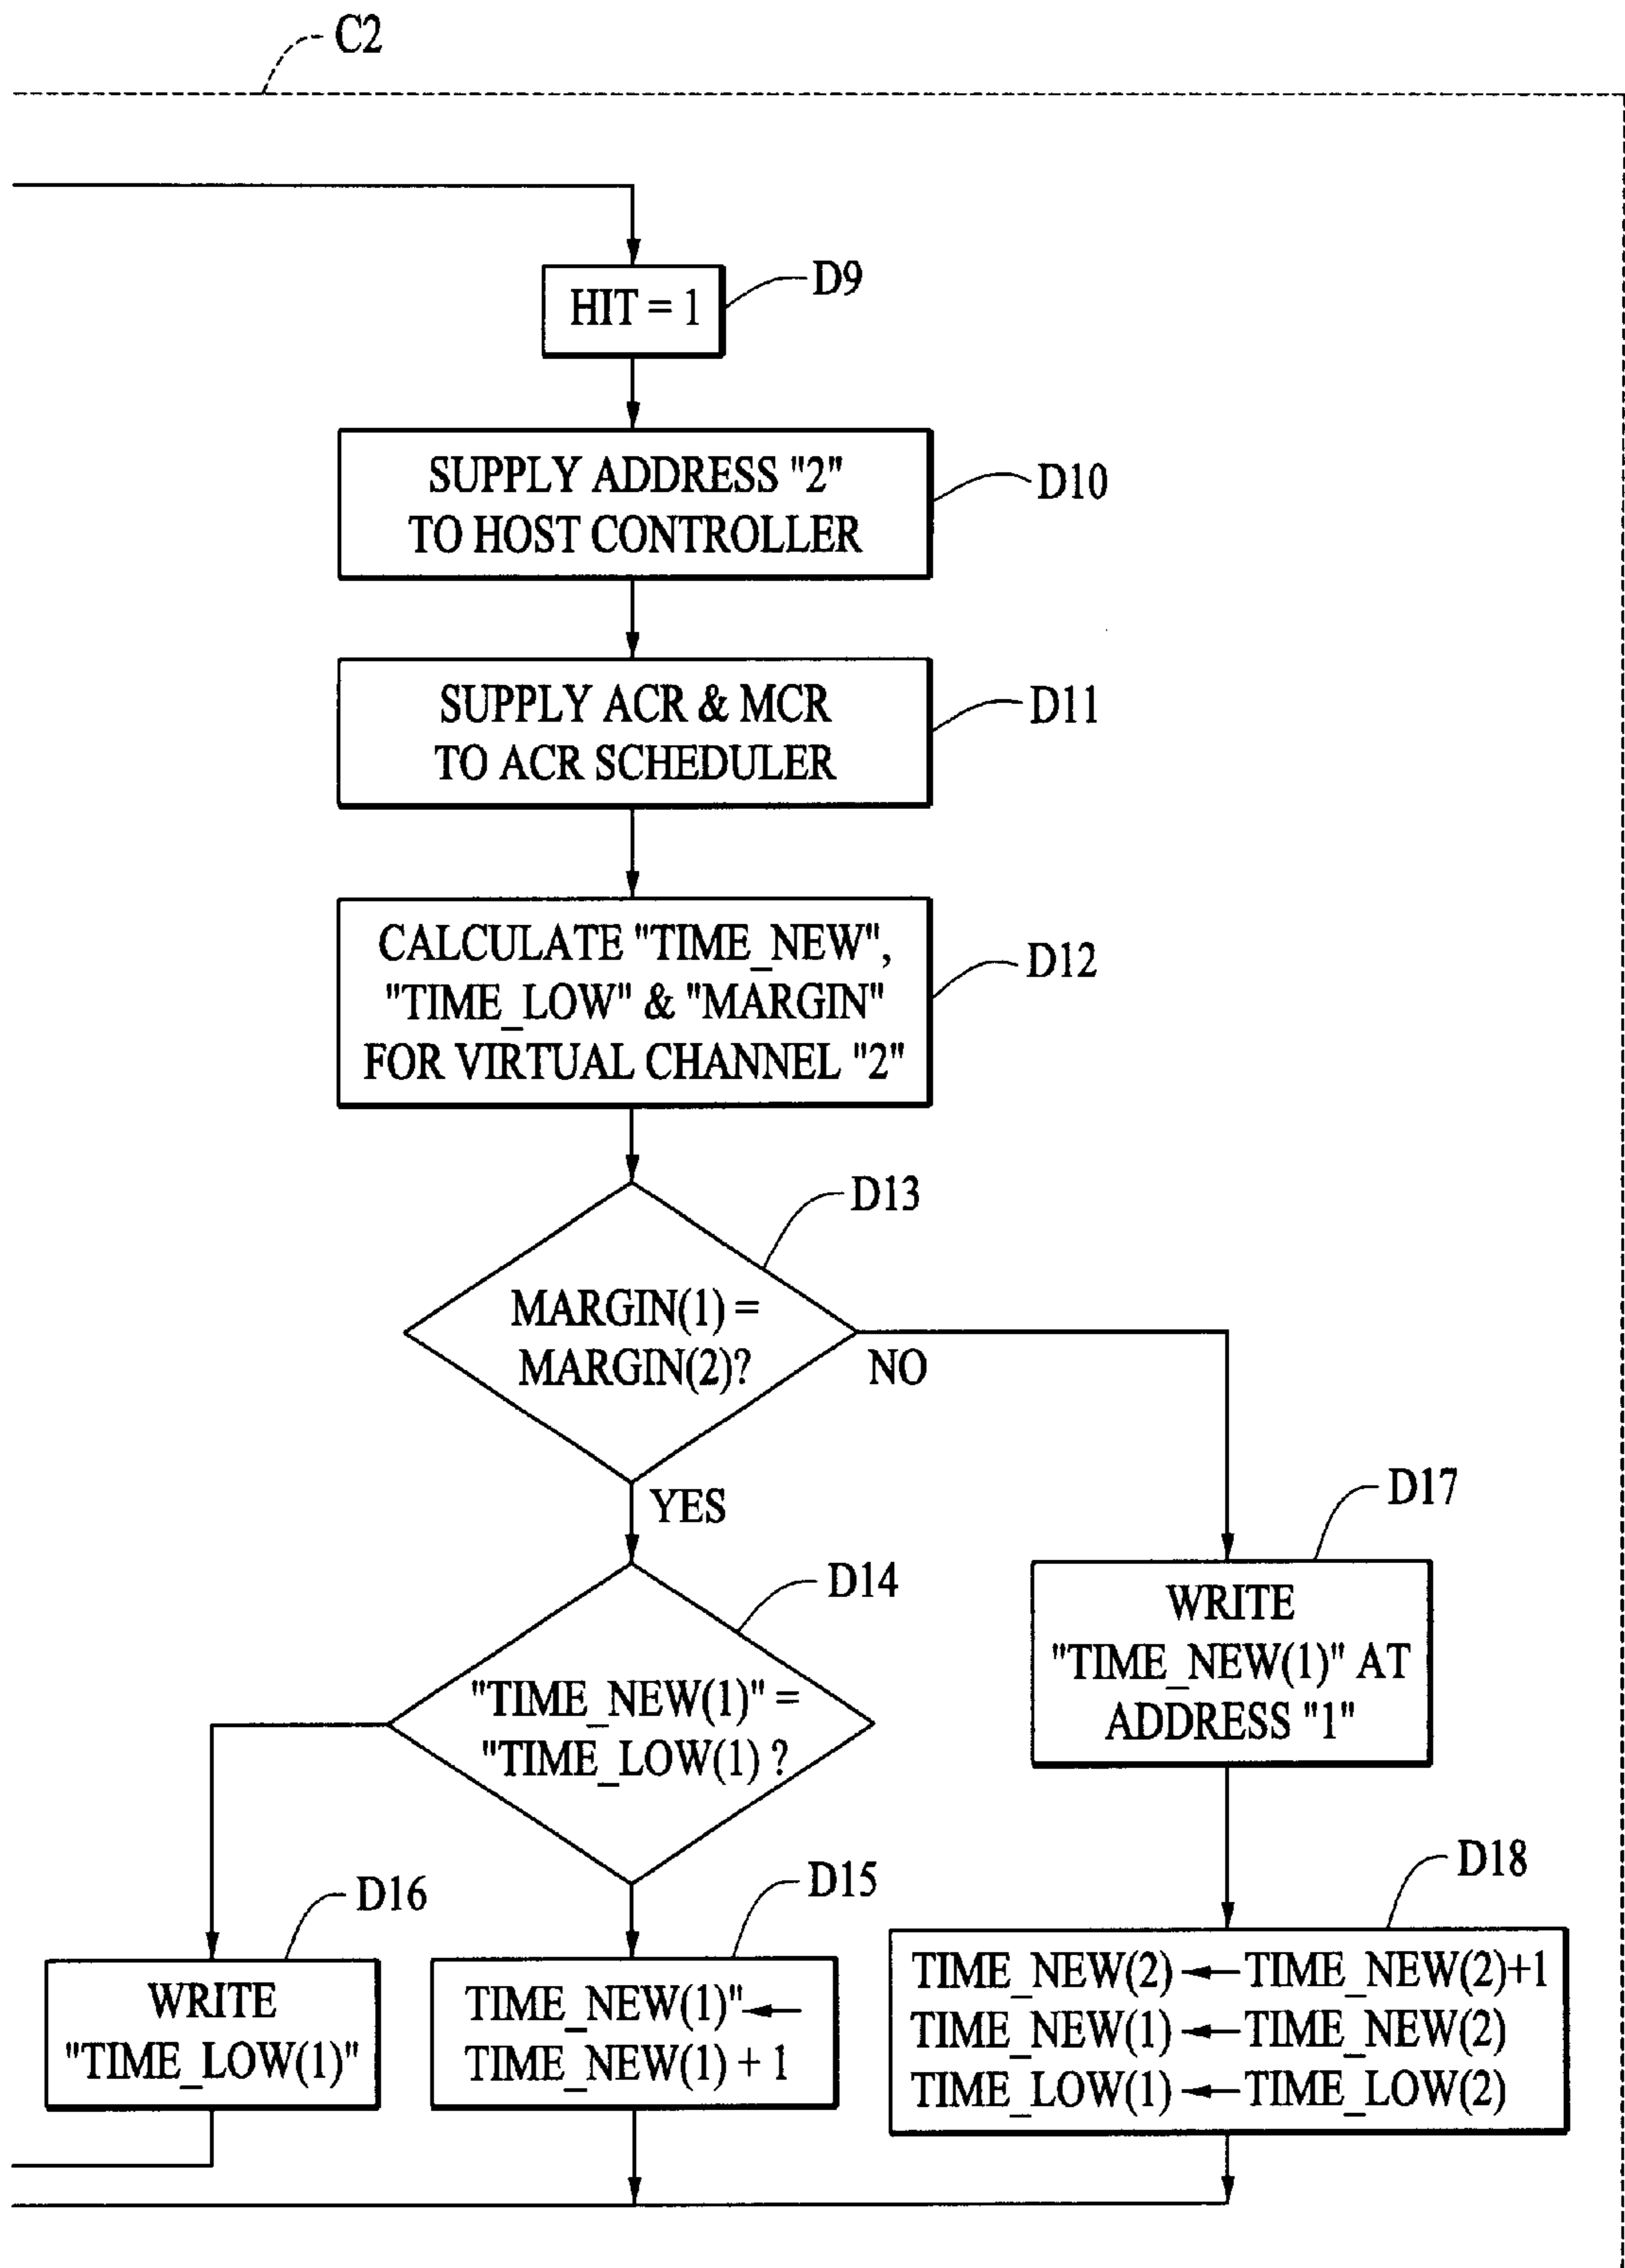 C2
HIT = 1
D9
SUPPLY ADDRESS "2"
TO HOST CONTROLLER
D10
SUPPLY ACR & MCR
TO ACR SCHEDULER
D11
CALCULATE "TIME_NEW",
"TIME_LOW" & "MARGIN"
FOR VIRTUAL CHANNEL "2"
D12
D13
MARGIN(1) =
MARGIN(2)?
NO
YES
D14
"TIME_NEW(1)" =
"TIME_LOW(1) ?
D17
WRITE
"TIME_NEW(1)" AT
ADDRESS "1"
D16
WRITE
"TIME_LOW(1)"
D15
TIME_NEW(1)"←
TIME_NEW(1) + 1
D18
TIME_NEW(2)←TIME_NEW(2)+1
TIME_NEW(1)←TIME_NEW(2)
TIME_LOW(1)←TIME_LOW(2)